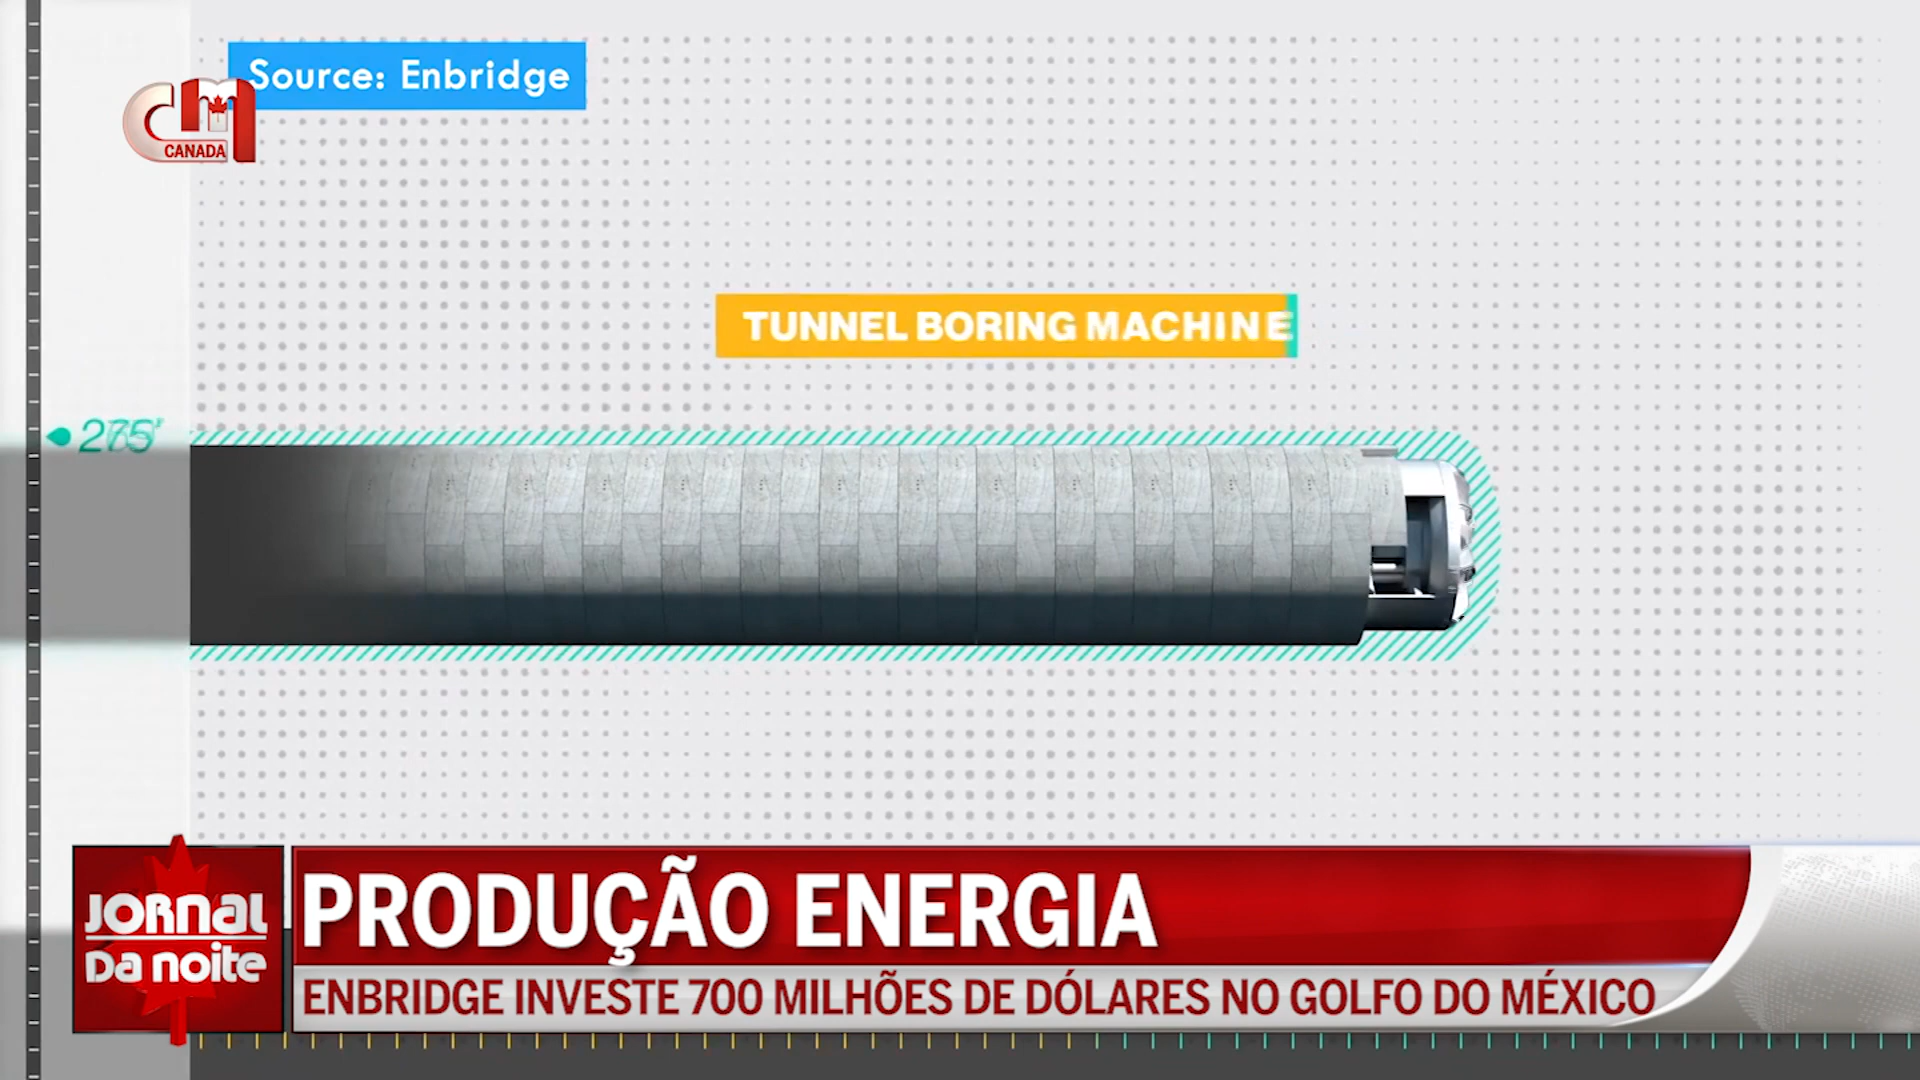 Source: Enbridge
CM
CANADA
TUNNEL BORING MACHINE
JORNAL
DA NOITE
PRODUÇÃO ENERGIA
ENBRIDGE INVESTE 700 MILHÕES DE DÓLARES NO GOLFO DO MÉXICO